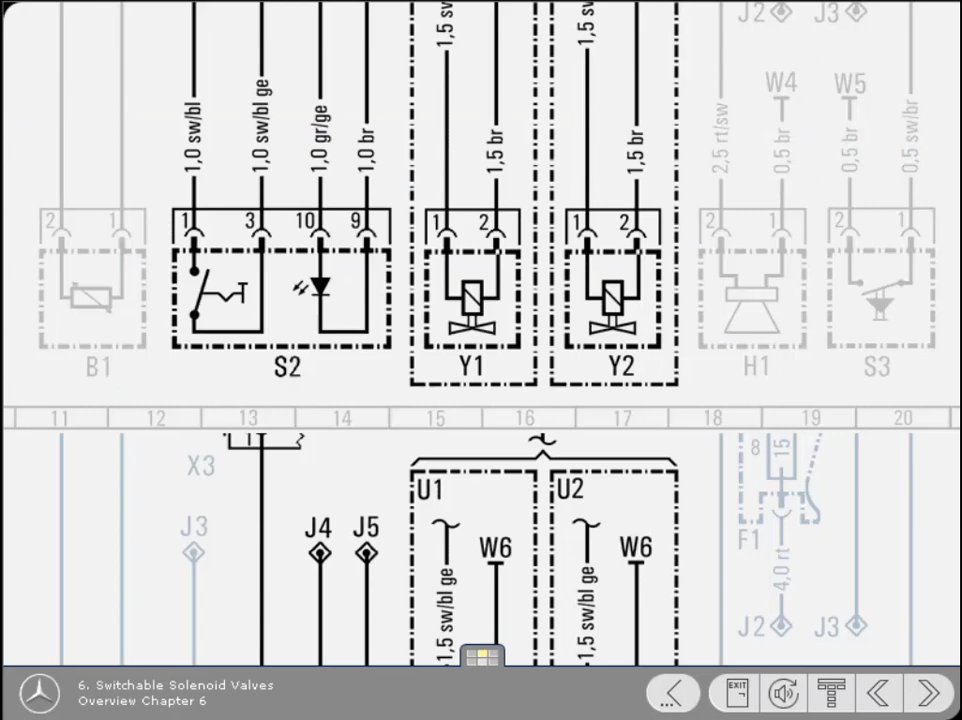 J2 J3
1,5 sw 1,5 sw
W4 W5
1,0 sw/bl 1,0 sw/bl ge 1,0 gr/ge 1,0 br 1,5 br 1,5 br 2,5 rt/sw 0,5 br 0,5 br 0,5 sw/br
2 1 1 3 10 9 1 2 1 2 2 1 2 1
B1 S2 Y1 Y2 H1 S3
11 12 13 14 15 16 17 18 19 20
X3 1 8 15
U1 U2
J3 J4 J5 W6 W6 F1
1,5 sw/bl ge 1,5 sw/bl ge 4,0 rt
J2 J3
6. Switchable Solenoid Valves
Overview Chapter 6
... EXIT